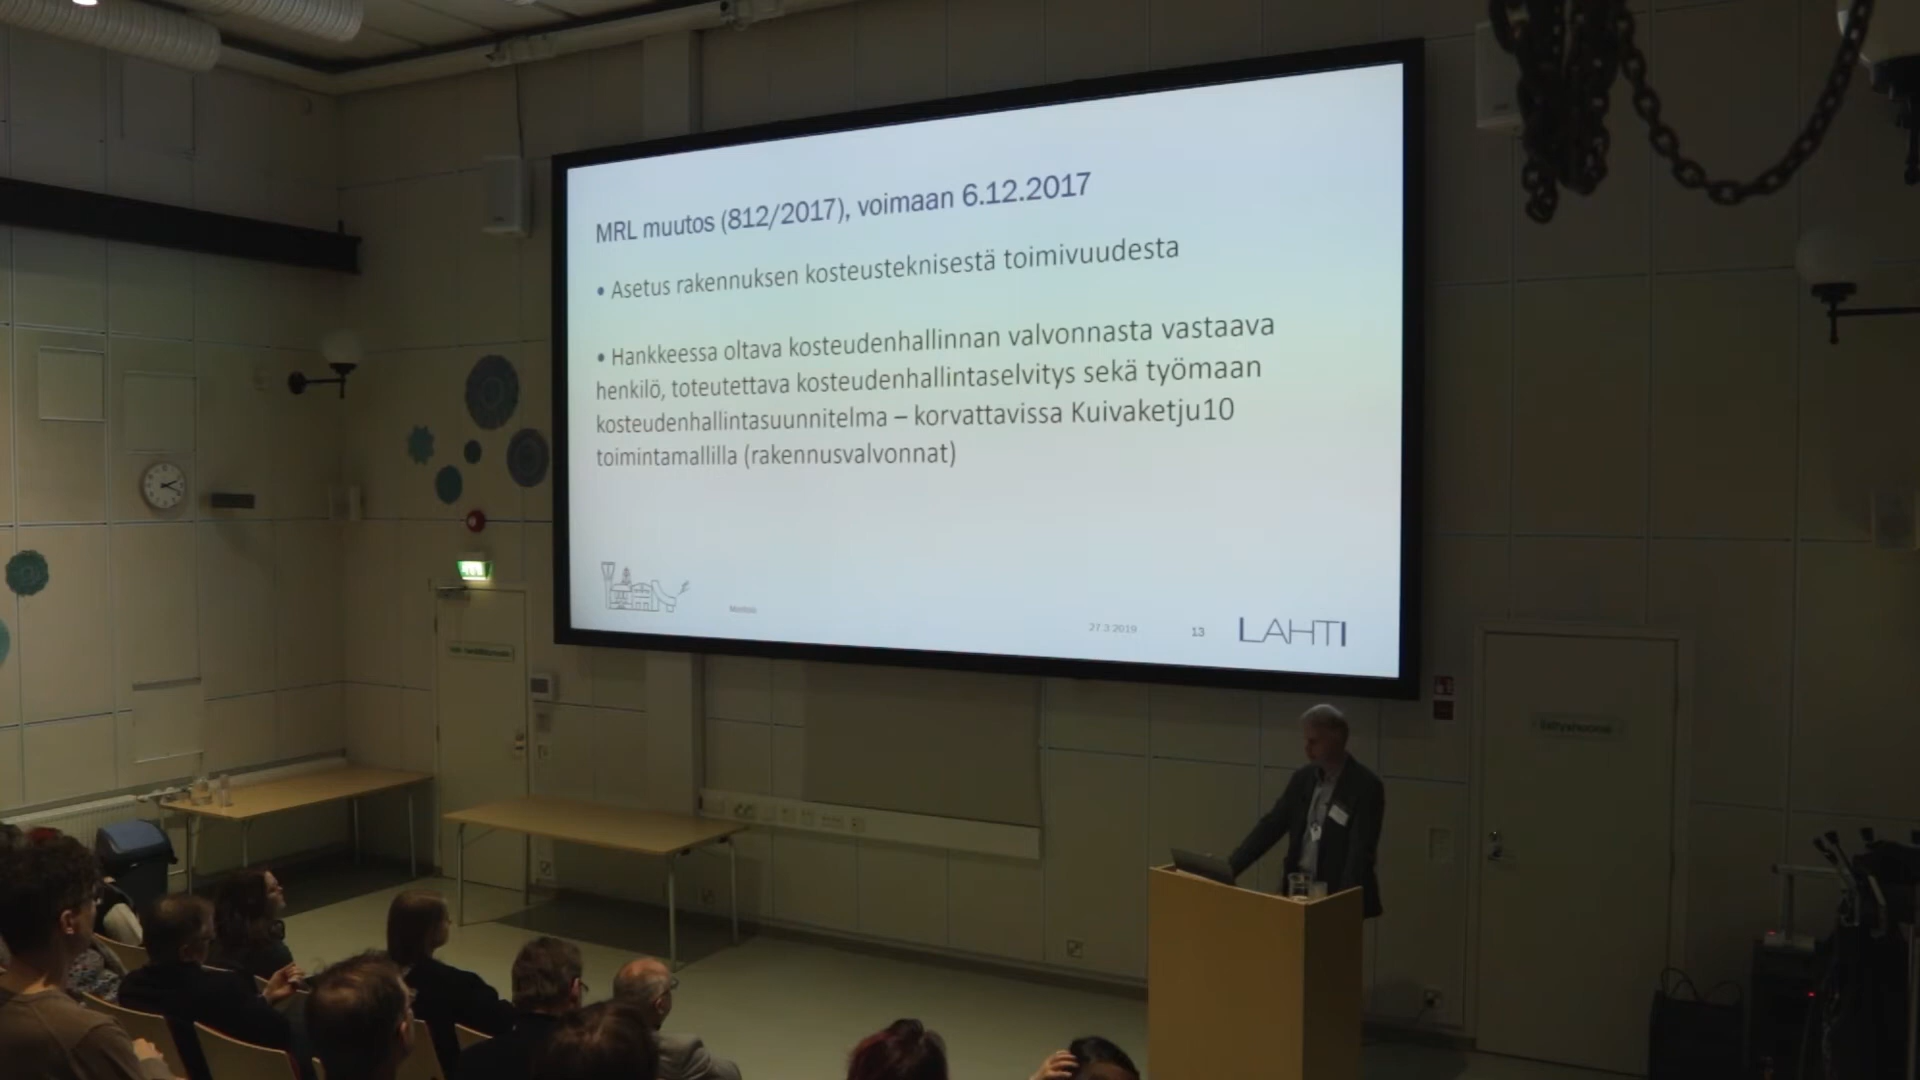 MRL muutos (812/2017), voimaan 6.12.2017
• Asetus rakennuksen kosteusteknisestä toimivuudesta
• Hankkeessa oltava kosteudenhallinnan valvonnasta vastaava
henkilö, toteutettava kosteudenhallintaselvitys sekä työmaan
kosteudenhallintasuunnitelma – korvattavissa Kuivaketju10
toimintamallilla (rakennusvalvonnat)
27.3.2019
13
LAHTI